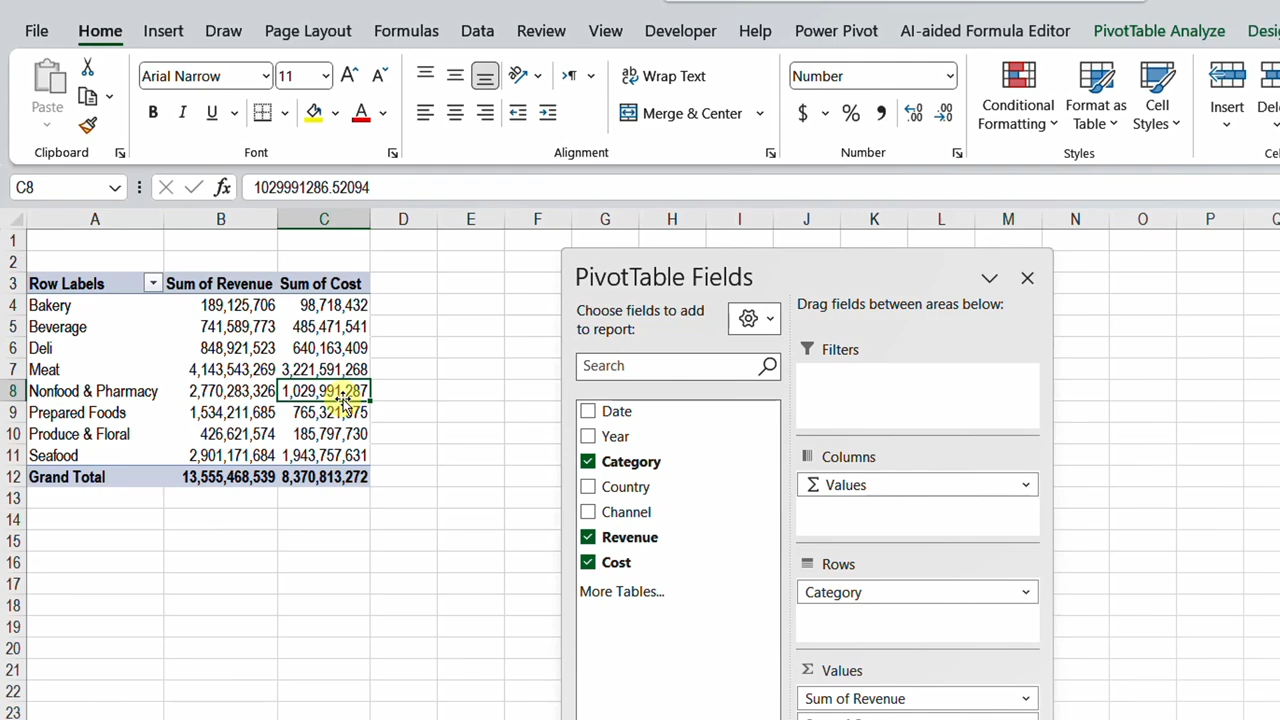 File Home Insert Draw Page Layout Formulas Data Review View Developer Help Power Pivot AI-aided Formula Editor PivotTable Analyze
Paste
Arial Narrow 11
Wrap Text
Number
B I U
Merge & Center
$ %
Conditional Formatting
Format as Table
Cell Styles
Insert
Clipboard Font Alignment Number Styles
C8 fx 1029991286.52094
A B C D E F G H I J K L M N O P
1
2
3 Row Labels Sum of Revenue Sum of Cost
4 Bakery 189,125,706 98,718,432
5 Beverage 741,589,773 485,471,541
6 Deli 848,921,523 640,163,409
7 Meat 4,143,543,269 3,221,591,268
8 Nonfood & Pharmacy 2,770,283,326 1,029,991,287
9 Prepared Foods 1,534,211,685
10 Produce & Floral 426,621,574 185,797,730
11 Seafood 2,901,171,684 1,943,757,631
12 Grand Total 13,555,468,539 8,370,813,272
13
14
15
16
17
18
19
20
21
22
23
PivotTable Fields
Choose fields to add
to report:
Search
Date
Year
Category
Country
Channel
Revenue
Cost
More Tables...
Drag fields between areas below:
Filters
Columns
Σ Values
Rows
Category
Σ Values
Sum of Revenue